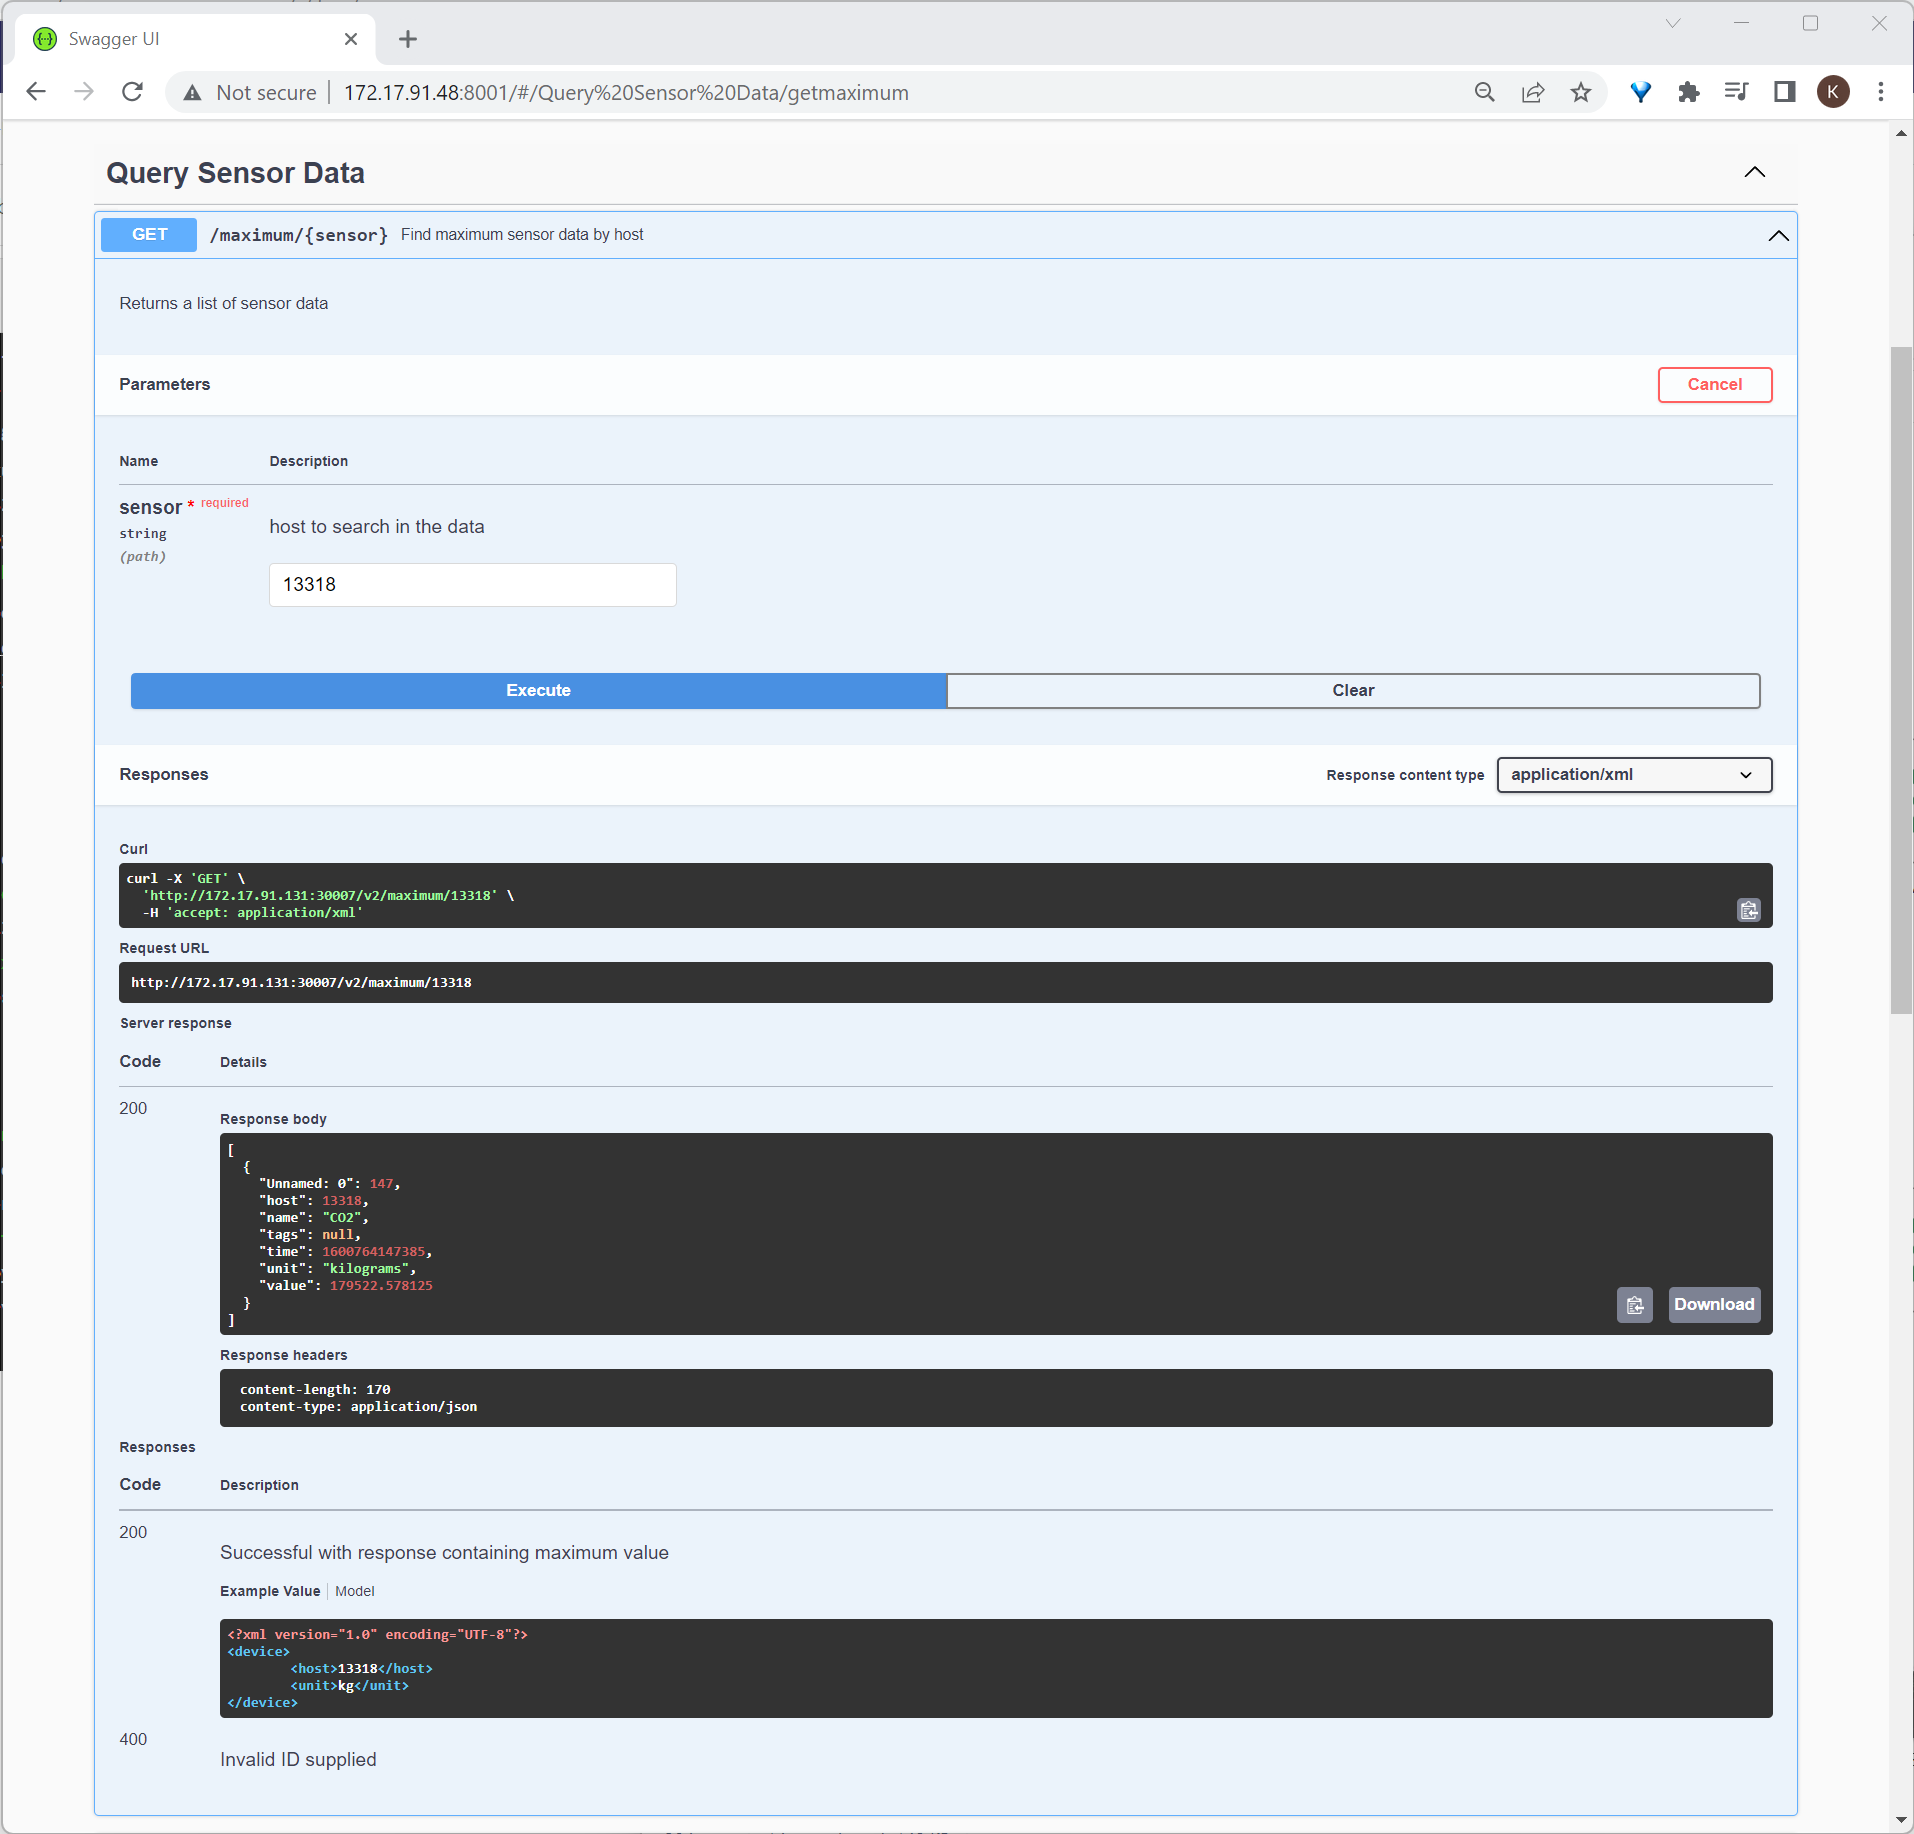 Swagger UI
Not secure
172.17.91.48:8001/#/Query%20Sensor%20Data/getmaximum
K
Query Sensor Data
GET /maximum/{sensor} Find maximum sensor data by host
Returns a list of sensor data
Parameters
Cancel
Name Description
sensor * required
string
(path)
host to search in the data
13318
Execute
Clear
Responses
Response content type
application/xml
Curl
curl -X 'GET' \
  'http://172.17.91.131:30007/v2/maximum/13318' \
  -H 'accept: application/xml'
Request URL
http://172.17.91.131:30007/v2/maximum/13318
Server response
Code Details
200
Response body
[
  {
    "Unnamed: 0": 147,
    "host": 13318,
    "name": "CO2",
    "tags": null,
    "time": 1600764147385,
    "unit": "kilograms",
    "value": 179522.578125
  }
]
Download
Response headers
content-length: 170
content-type: application/json
Responses
Code Description
200
Successful with response containing maximum value
Example Value Model
<?xml version="1.0" encoding="UTF-8"?>
<device>
        <host>13318</host>
        <unit>kg</unit>
</device>
400
Invalid ID supplied